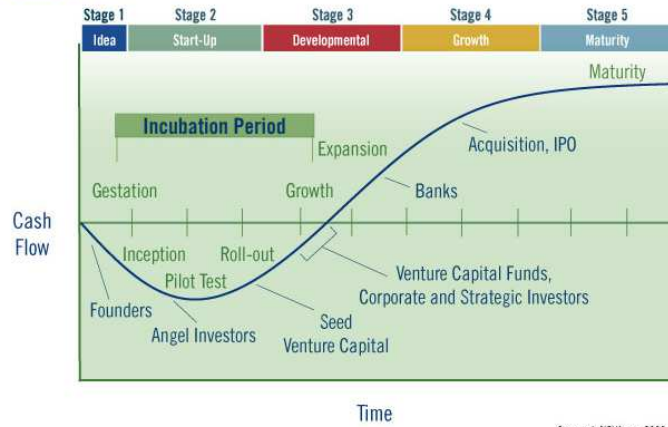 Stage 1 Stage 2 Stage 3 Stage 4 Stage 5
Idea Start-Up Developmental Growth Maturity
Maturity
Incubation Period
Expansion
Acquisition, IPO
Gestation
Growth
Banks
Cash
Flow
Inception
Roll-out
Pilot Test
Venture Capital Funds,
Corporate and Strategic Investors
Founders
Angel Investors
Seed
Venture Capital
Time